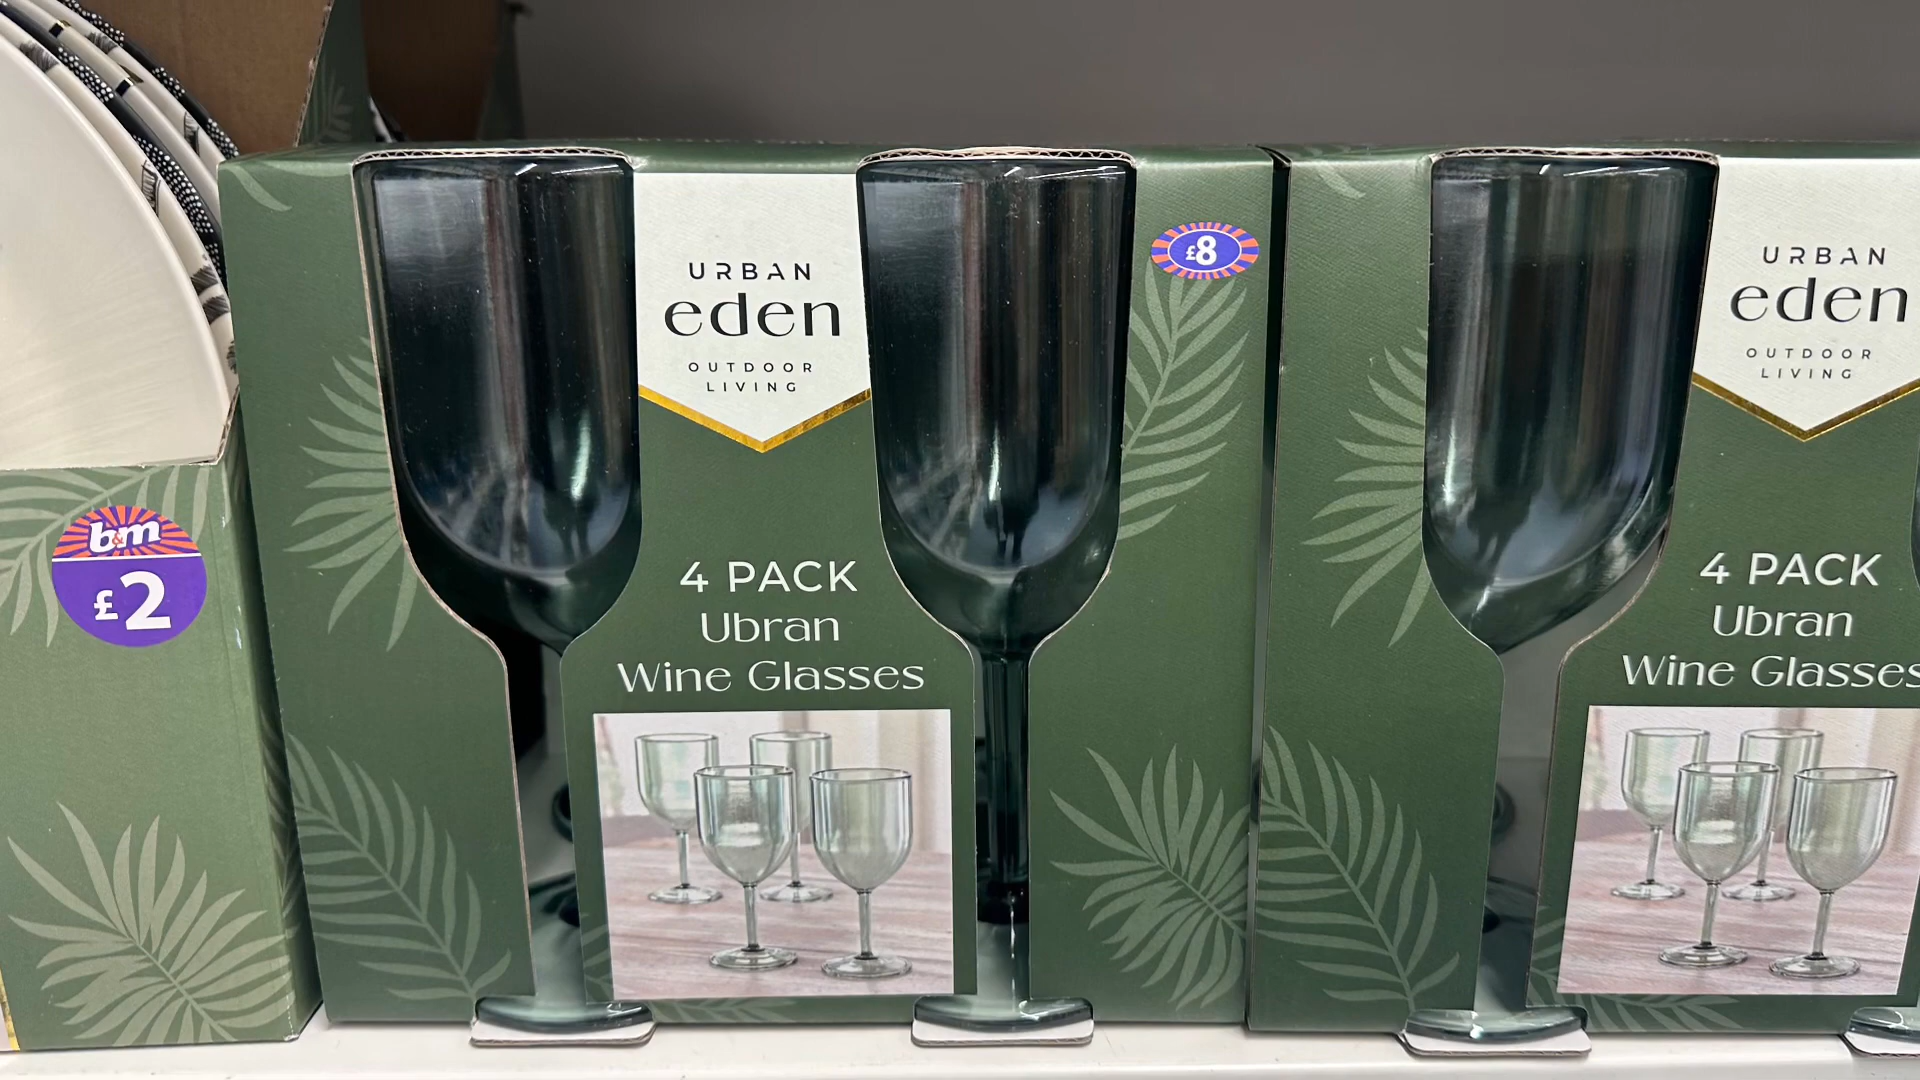 b&m
£2
URBAN
eden
OUTDOOR
LIVING
£8
4 PACK
Ubran
Wine Glasses
URBAN
eden
OUTDOOR
LIVING
4 PACK
Ubran
Wine Glasses